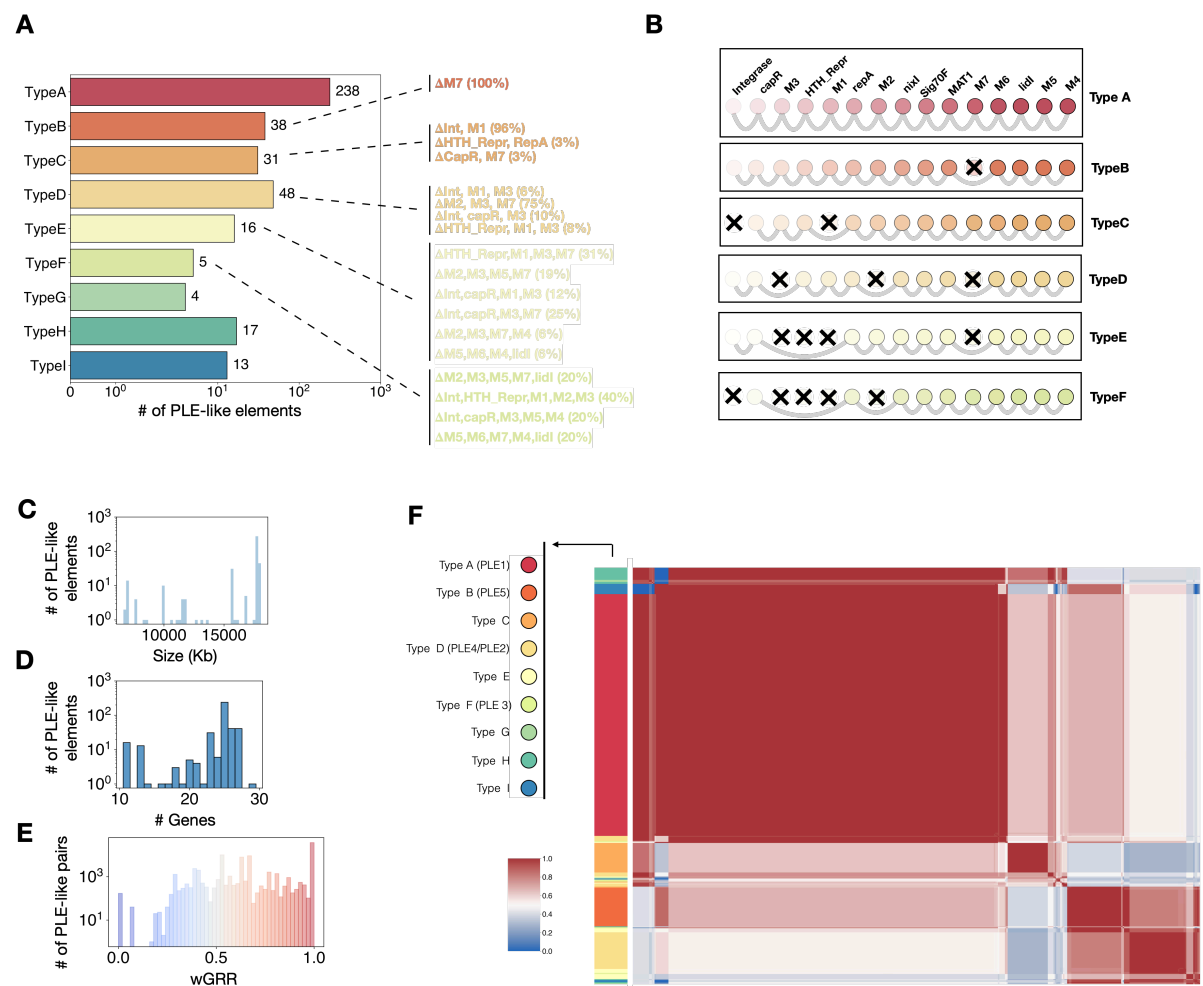 A
TypeA
TypeB
TypeC
TypeD
TypeE
TypeF
TypeG
TypeH
TypeI
238
38
31
48
16
5
4
17
13
0
10⁰
10¹
10²
10³
# of PLE-like elements
ΔM7 (100%)
ΔInt, M1 (96%)
ΔHTH_Repr, RepA (3%)
ΔCapR, M7 (3%)
ΔInt, M1, M3 (6%)
ΔM2, M3, M7 (75%)
ΔInt, capR, M3 (10%)
ΔHTH_Repr, M1, M3 (8%)
ΔHTH_Repr,M1,M3,M7 (31%)
ΔM2,M3,M5,M7 (19%)
ΔInt,capR,M1,M3 (12%)
ΔInt,capR,M3,M7 (25%)
ΔM2,M3,M7,M4 (6%)
ΔM5,M6,M4,lidI (6%)
ΔM2,M3,M5,M7,lidI (20%)
ΔInt,HTH_Repr,M1,M2,M3 (40%)
ΔInt,capR,M3,M5,M4 (20%)
ΔM5,M6,M7,M4,lidI (20%)
B
Integrase
capR
M3
HTH_Repr
M1
repA
M2
nixI
Sig70F
MAT1
M7
M6
lidI
M5
M4
Type A
TypeB
TypeC
TypeD
TypeE
TypeF
C
# of PLE-like
elements
10³
10²
10¹
10⁰
10000
15000
Size (Kb)
D
# of PLE-like
elements
10³
10²
10¹
10⁰
10
20
30
# Genes
E
# of PLE-like pairs
10³
10¹
0.0
0.5
1.0
wGRR
F
Type A (PLE1)
Type B (PLE5)
Type C
Type D (PLE4/PLE2)
Type E
Type F (PLE 3)
Type G
Type H
Type I
1.0
0.8
0.6
0.4
0.2
0.0